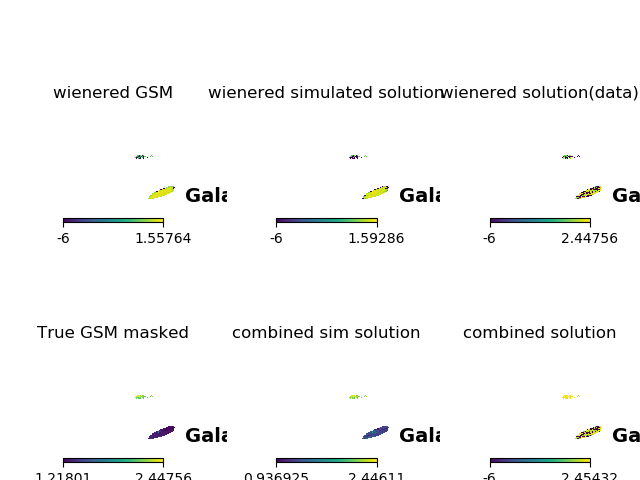 wienered GSM wienered simulated solution wienered solution(data)
Gala Gala Ga
-6 1.55764 -6 1.59286 -6 2.44756
True GSM masked combined sim solution combined solution
Gala Gala Ga
1.21801 2.44756 0.936925 2.44611 -6 2.45432